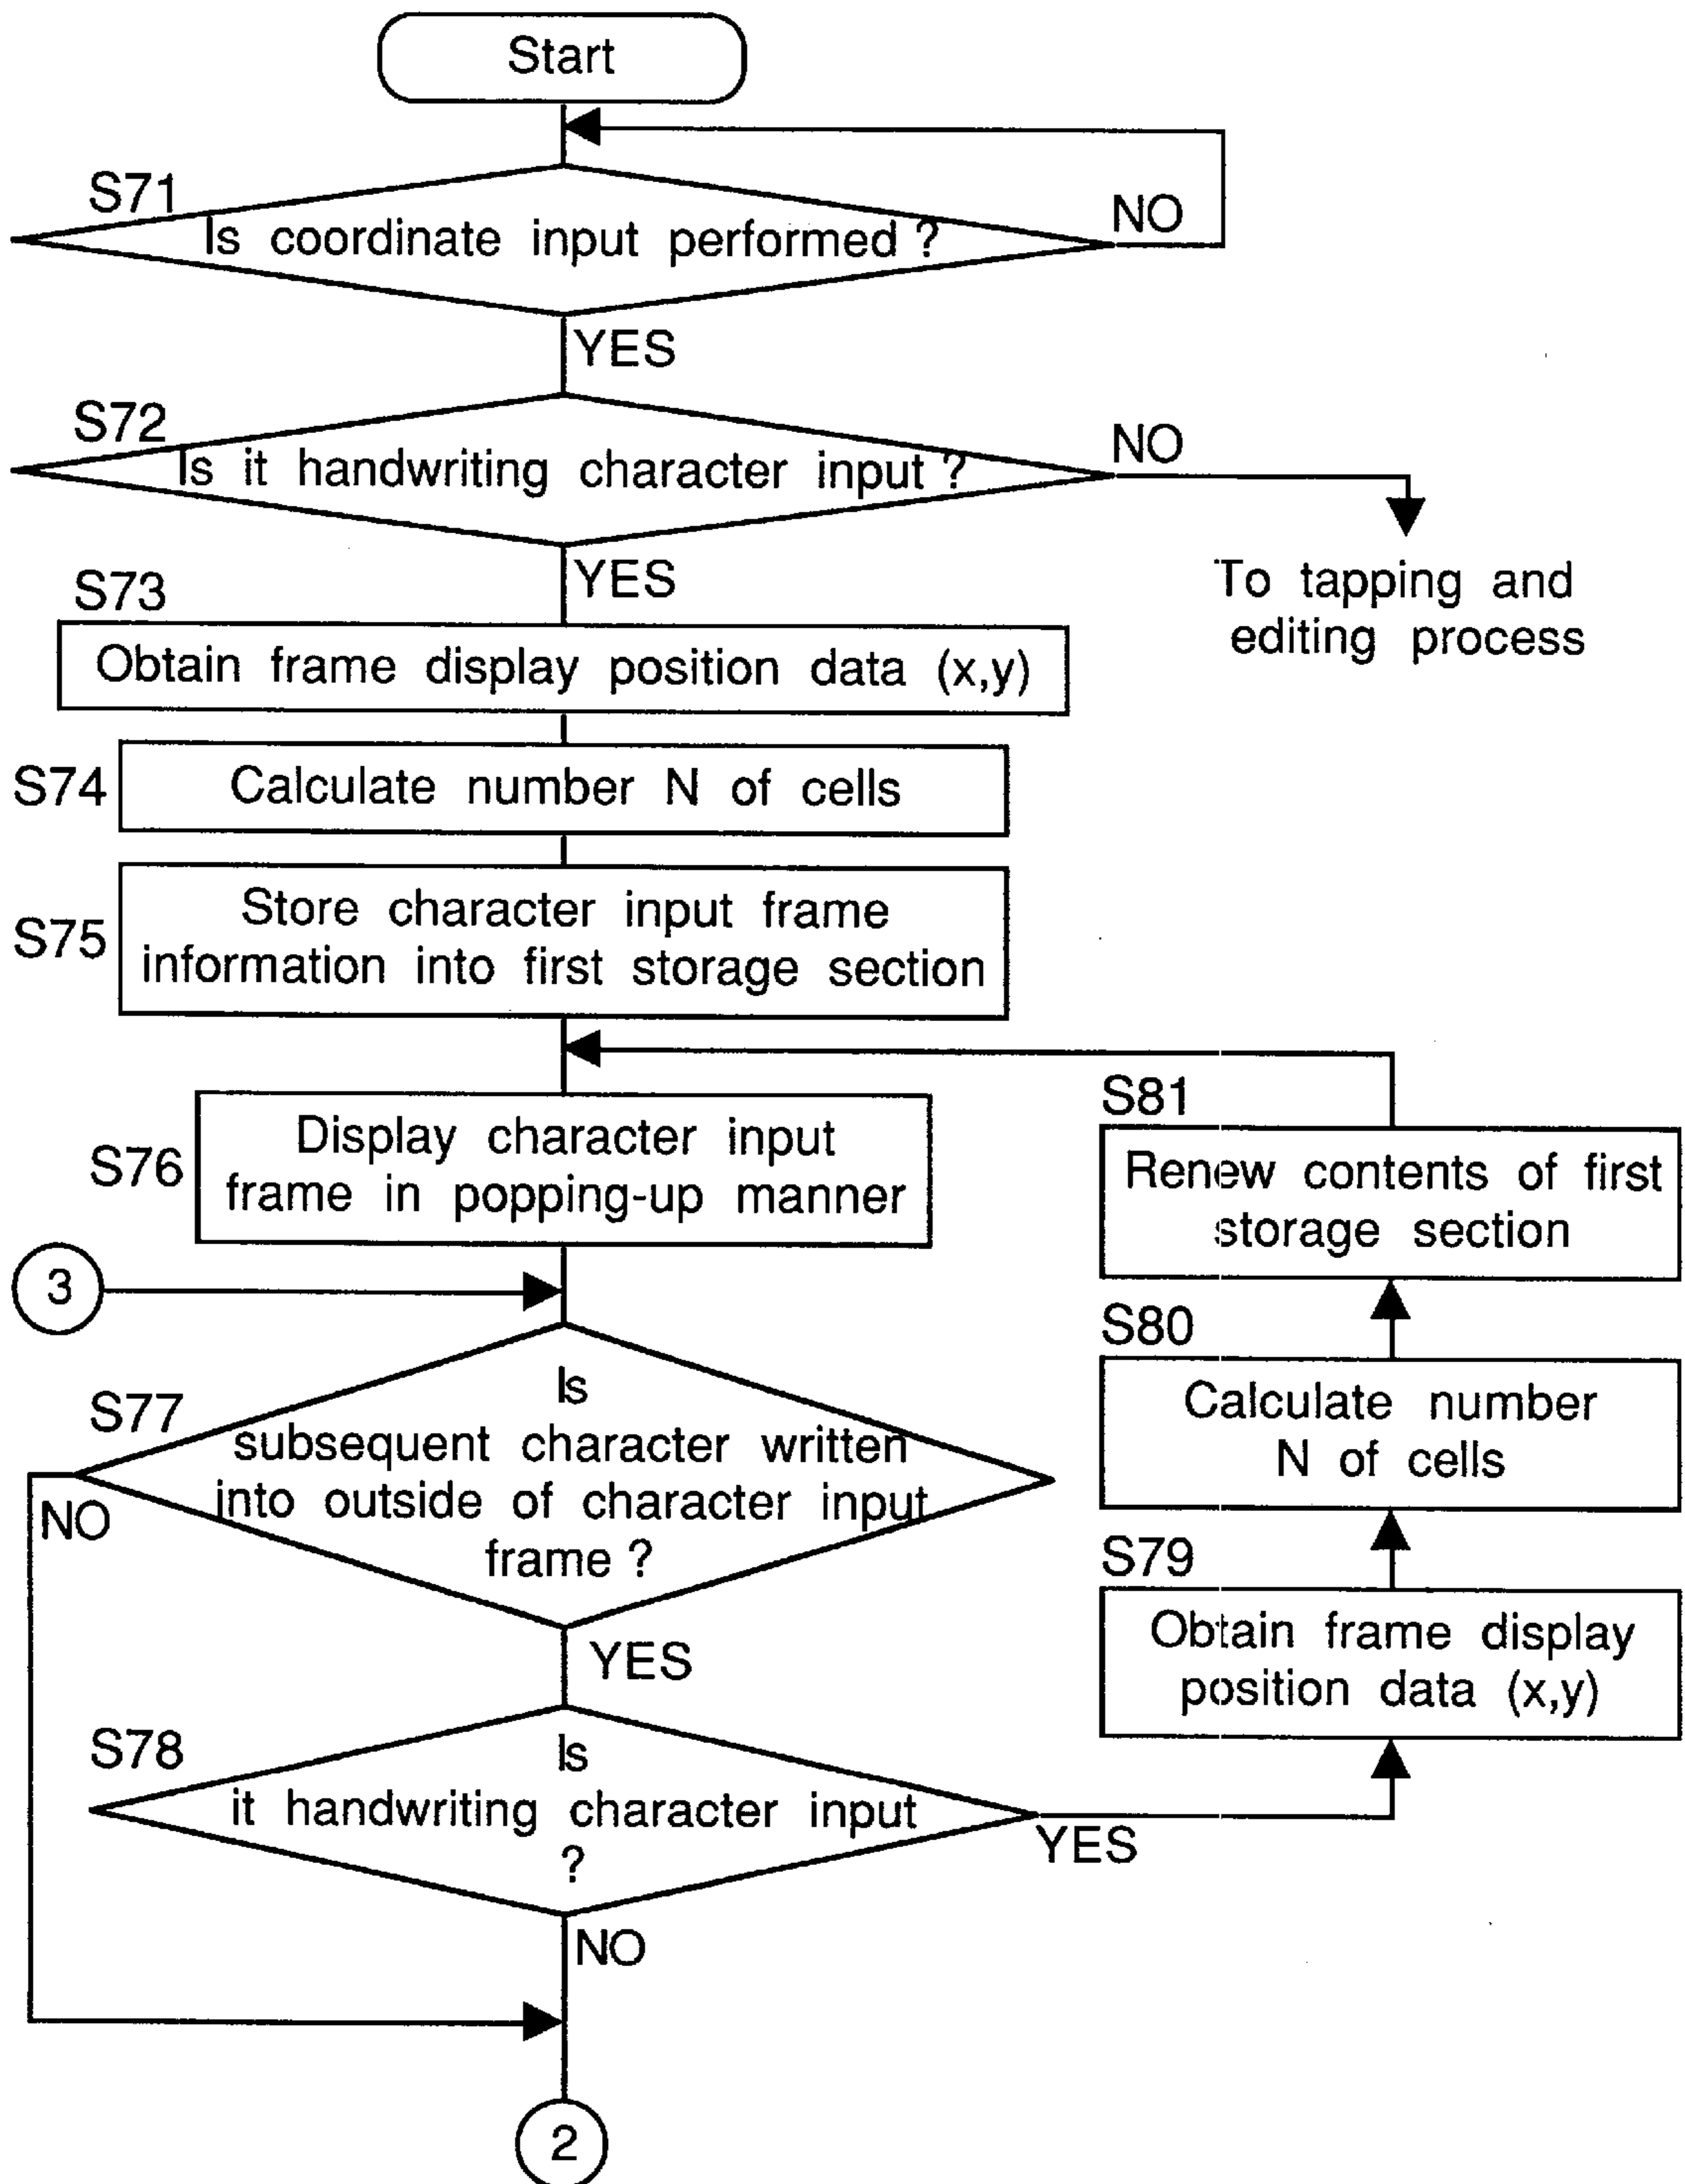 Start
S71
Is coordinate input performed ?
NO
YES
S72
Is it handwriting character input ?
NO
YES
To tapping and
editing process
S73
Obtain frame display position data (x,y)
S74
Calculate number N of cells
S75
Store character input frame
information into first storage section
S76
Display character input
frame in popping-up manner
3
S77
Is
subsequent character written
into outside of character input
frame ?
NO
YES
S78
Is
it handwriting character input
?
YES
NO
2
S81
Renew contents of first
storage section
S80
Calculate number
N of cells
S79
Obtain frame display
position data (x,y)